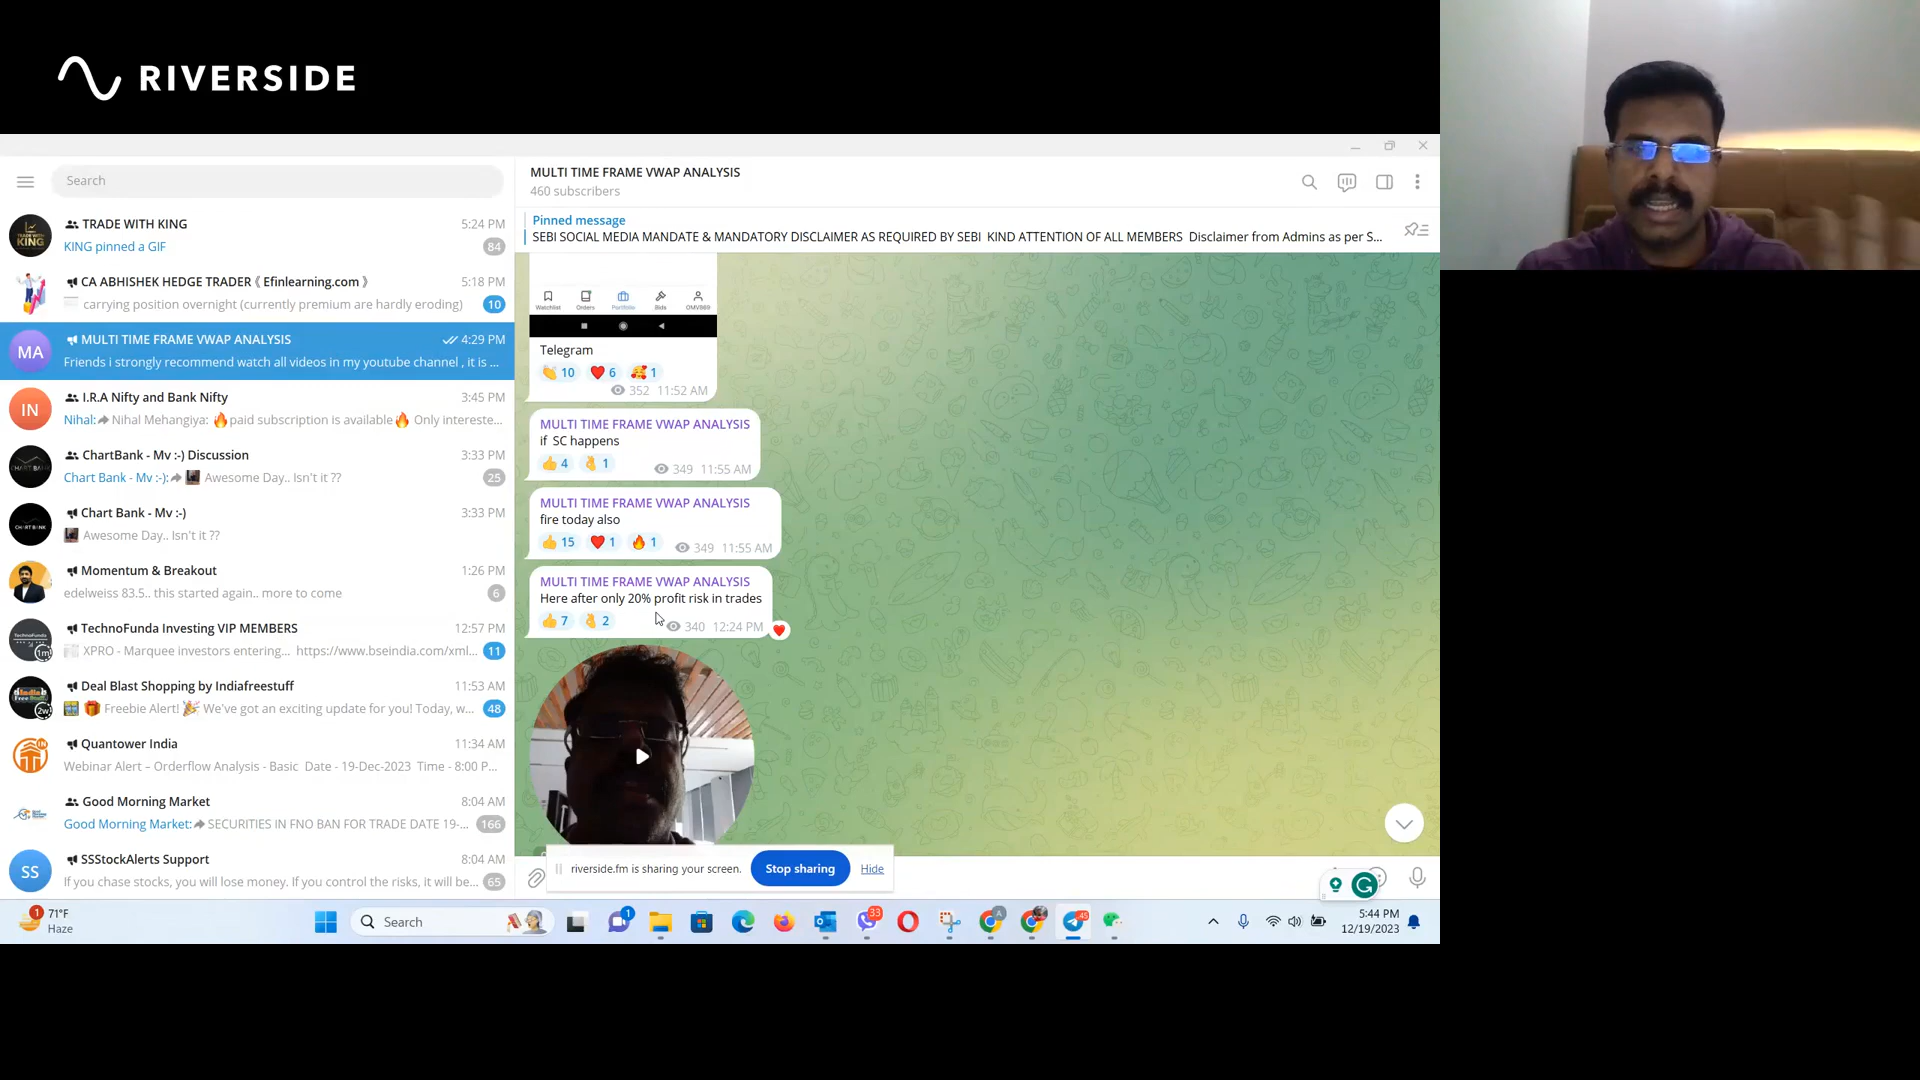 RIVERSIDE
Search
TRADE WITH KING
5:24 PM
KING pinned a GIF
84
CA ABHISHEK HEDGE TRADER《 Efinlearning.com 》
5:18 PM
carrying position overnight (currently premium are hardly eroding)
10
MA
MULTI TIME FRAME VWAP ANALYSIS
4:29 PM
Friends i strongly recommend watch all videos in my youtube channel , it is ...
IN
I.R.A Nifty and Bank Nifty
3:45 PM
Nihal: Nihal Mehangiya: 🔥paid subscription is available🔥 Only intereste...
ChartBank - Mv :-) Discussion
3:33 PM
Chart Bank - Mv :-): Awesome Day.. Isn't it ??
25
Chart Bank - Mv :-)
3:33 PM
Awesome Day.. Isn't it ??
Momentum & Breakout
1:26 PM
edelweiss 83.5.. this started again.. more to come
6
TechnoFunda Investing VIP MEMBERS
12:57 PM
XPRO - Marquee investors entering... https://www.bseindia.com/xml...
11
1m
Deal Blast Shopping by Indiafreestuff
11:53 AM
🎁 Freebie Alert! 🎉 We've got an exciting update for you! Today, w...
48
2w
Quantower India
11:34 AM
Webinar Alert – Orderflow Analysis - Basic Date - 19-Dec-2023 Time - 8:00 P...
Good Morning Market
8:04 AM
Good Morning Market: SECURITIES IN FNO BAN FOR TRADE DATE 19-...
166
SS
SSStockAlerts Support
8:04 AM
If you chase stocks, you will lose money. If you control the risks, it will be...
65
MULTI TIME FRAME VWAP ANALYSIS
460 subscribers
Pinned message
SEBI SOCIAL MEDIA MANDATE & MANDATORY DISCLAIMER AS REQUIRED BY SEBI KIND ATTENTION OF ALL MEMBERS Disclaimer from Admins as per S...
Watchlist Orders Portfolio Bids
Telegram
10 6 1
352 11:52 AM
MULTI TIME FRAME VWAP ANALYSIS
if SC happens
4 1
349 11:55 AM
MULTI TIME FRAME VWAP ANALYSIS
fire today also
15 1 1
349 11:55 AM
MULTI TIME FRAME VWAP ANALYSIS
Here after only 20% profit risk in trades
7 2
340 12:24 PM
riverside.fm is sharing your screen.
Stop sharing
Hide
1
71°F
Haze
Search
1
33
45
5:44 PM
12/19/2023